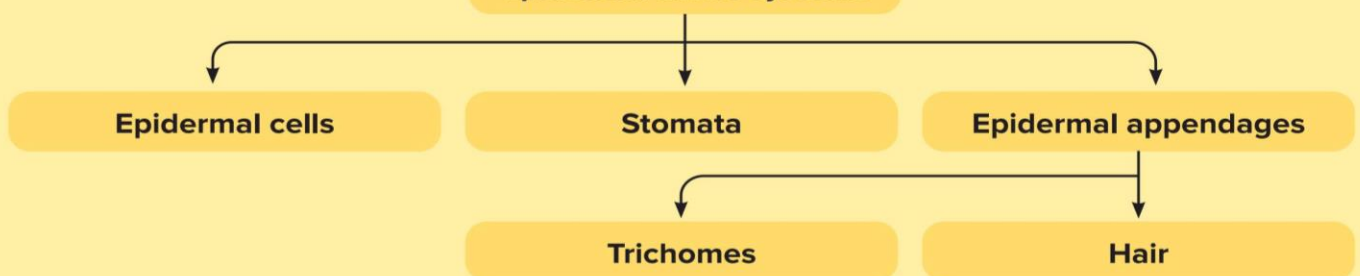 Epidermal cells
Stomata
Epidermal appendages
Trichomes
Hair